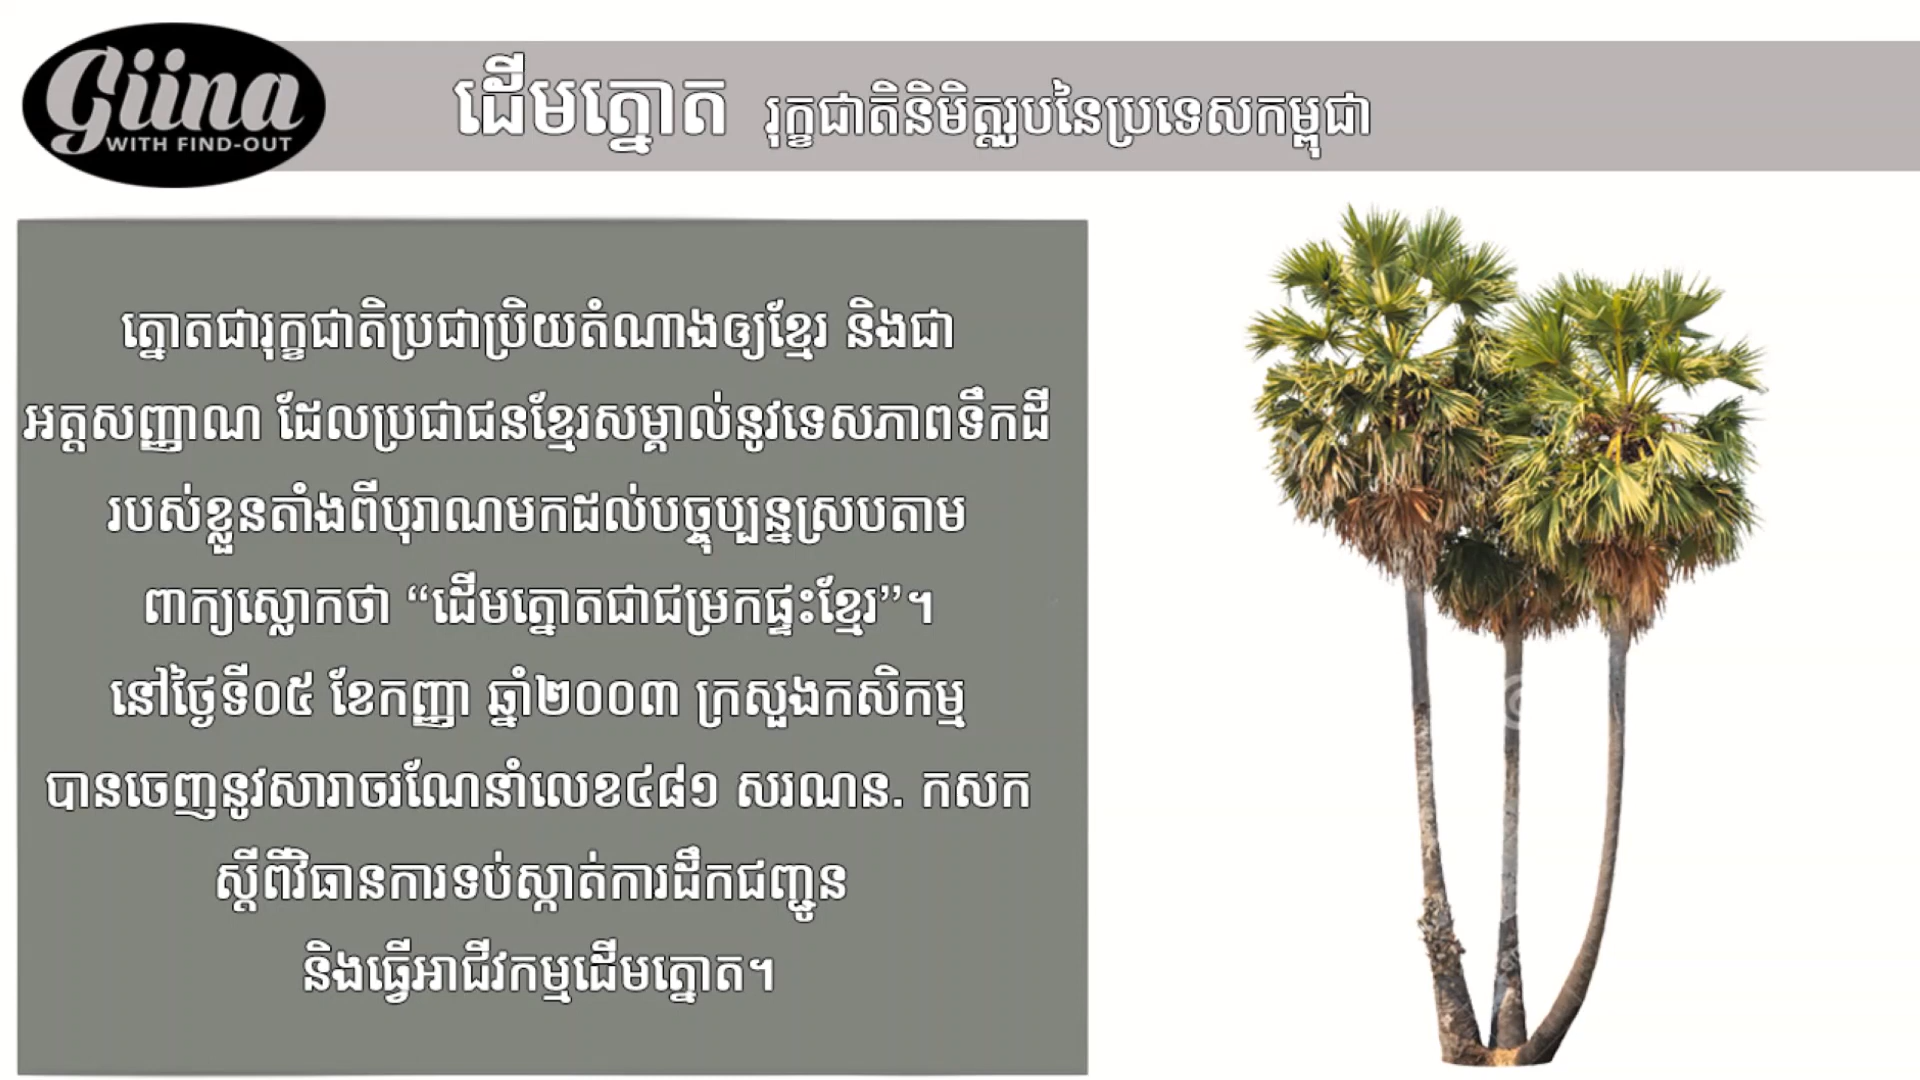 Giina
WITH FIND-OUT
ដើមត្នោត រុក្ខជាតិនិមិត្តរូបនៃប្រទេសកម្ពុជា
ត្នោតជារុក្ខជាតិប្រជាប្រិយតំណាងឲ្យខ្មែរ និងជា
អត្តសញ្ញាណ ដែលប្រជាជនខ្មែរសម្គាល់នូវទេសភាពទឹកដី
របស់ខ្លួនតាំងពីបុរាណមកដល់បច្ចុប្បន្នស្របតាម
ពាក្យស្លោកថា “ដើមត្នោតជាជម្រកផ្ទះខ្មែរ”។
នៅថ្ងៃទី០៥ ខែកញ្ញា ឆ្នាំ២០០៣ ក្រសួងកសិកម្ម
បានចេញនូវសារាចរណែនាំលេខ៤៨១ សរណន. កសក
ស្ដីពីវិធានការទប់ស្កាត់ការដឹកជញ្ជូន
និងធ្វើអាជីវកម្មដើមត្នោត។